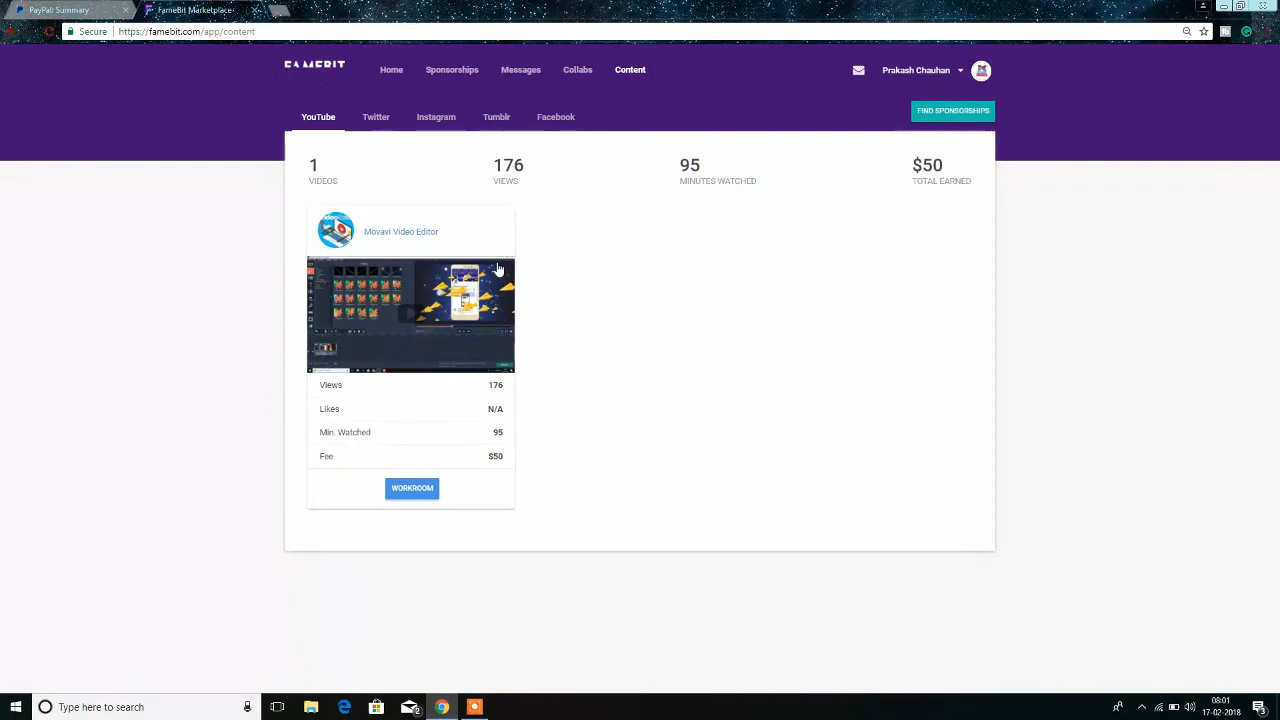 PayPal: Summary
FameBit Marketplace
Secure https://famebit.com/app/content
FAMEBIT Home Sponsorships Messages Collabs Content Prakash Chauhan
YouTube Twitter Instagram Tumblr Facebook FIND SPONSORSHIPS
1 176 95 $50
VIDEOS VIEWS MINUTES WATCHED TOTAL EARNED
Movavi Video Editor
Views 176
Likes N/A
Min. Watched 95
Fee $50
WORKROOM
Type here to search
2
08:01
17-02-2018